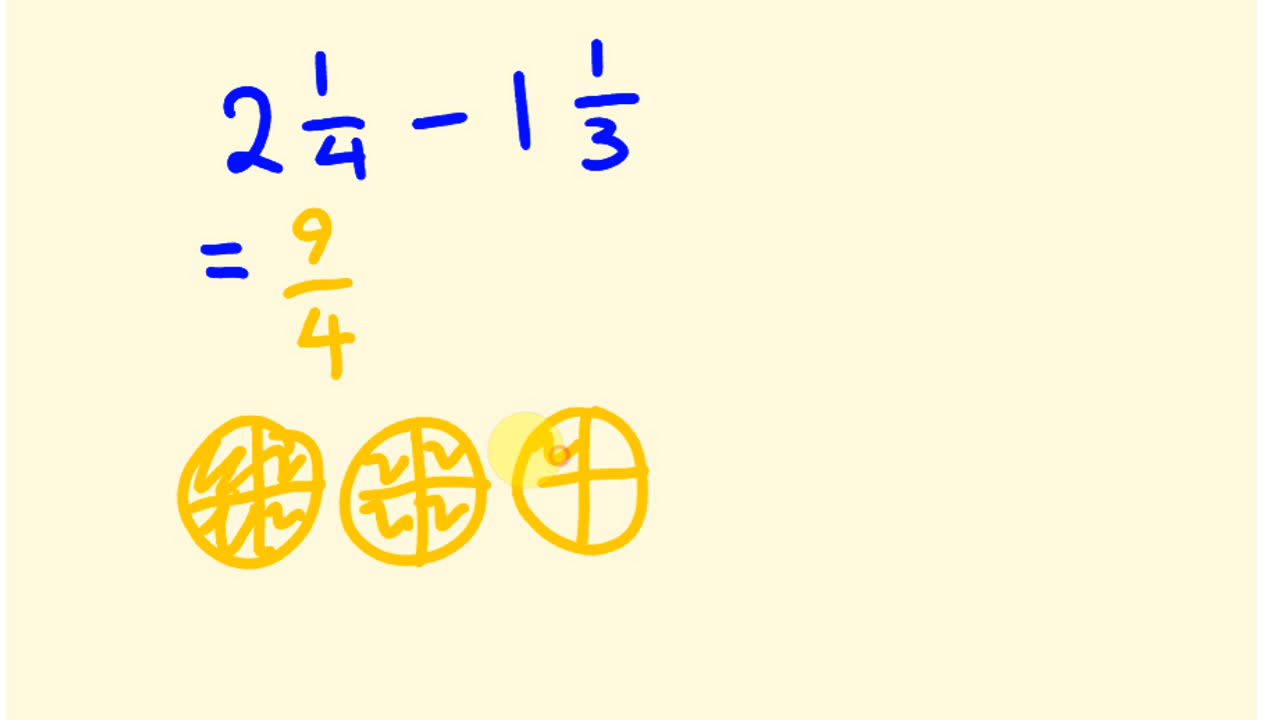 2 1/4 - 1 1/3
= 9/4